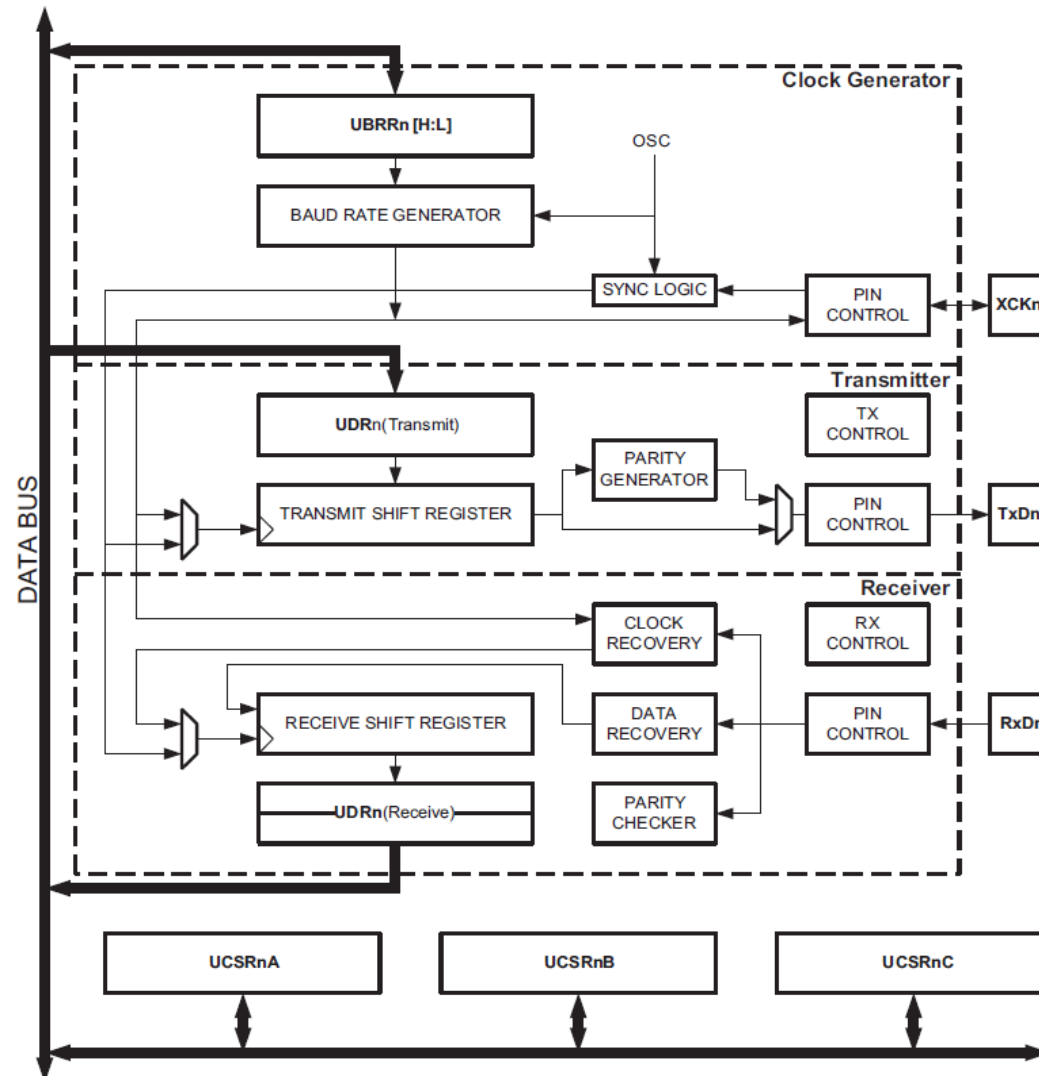 Clock Generator
UBRRn [H:L]
OSC
BAUD RATE GENERATOR
SYNC LOGIC
PIN
CONTROL
XCKn
Transmitter
UDRn(Transmit)
TX
CONTROL
PARITY
GENERATOR
TRANSMIT SHIFT REGISTER
PIN
CONTROL
TxDn
DATA BUS
Receiver
CLOCK
RECOVERY
RX
CONTROL
RECEIVE SHIFT REGISTER
DATA
RECOVERY
PIN
CONTROL
RxDn
UDRn(Receive)
PARITY
CHECKER
UCSRnA
UCSRnB
UCSRnC